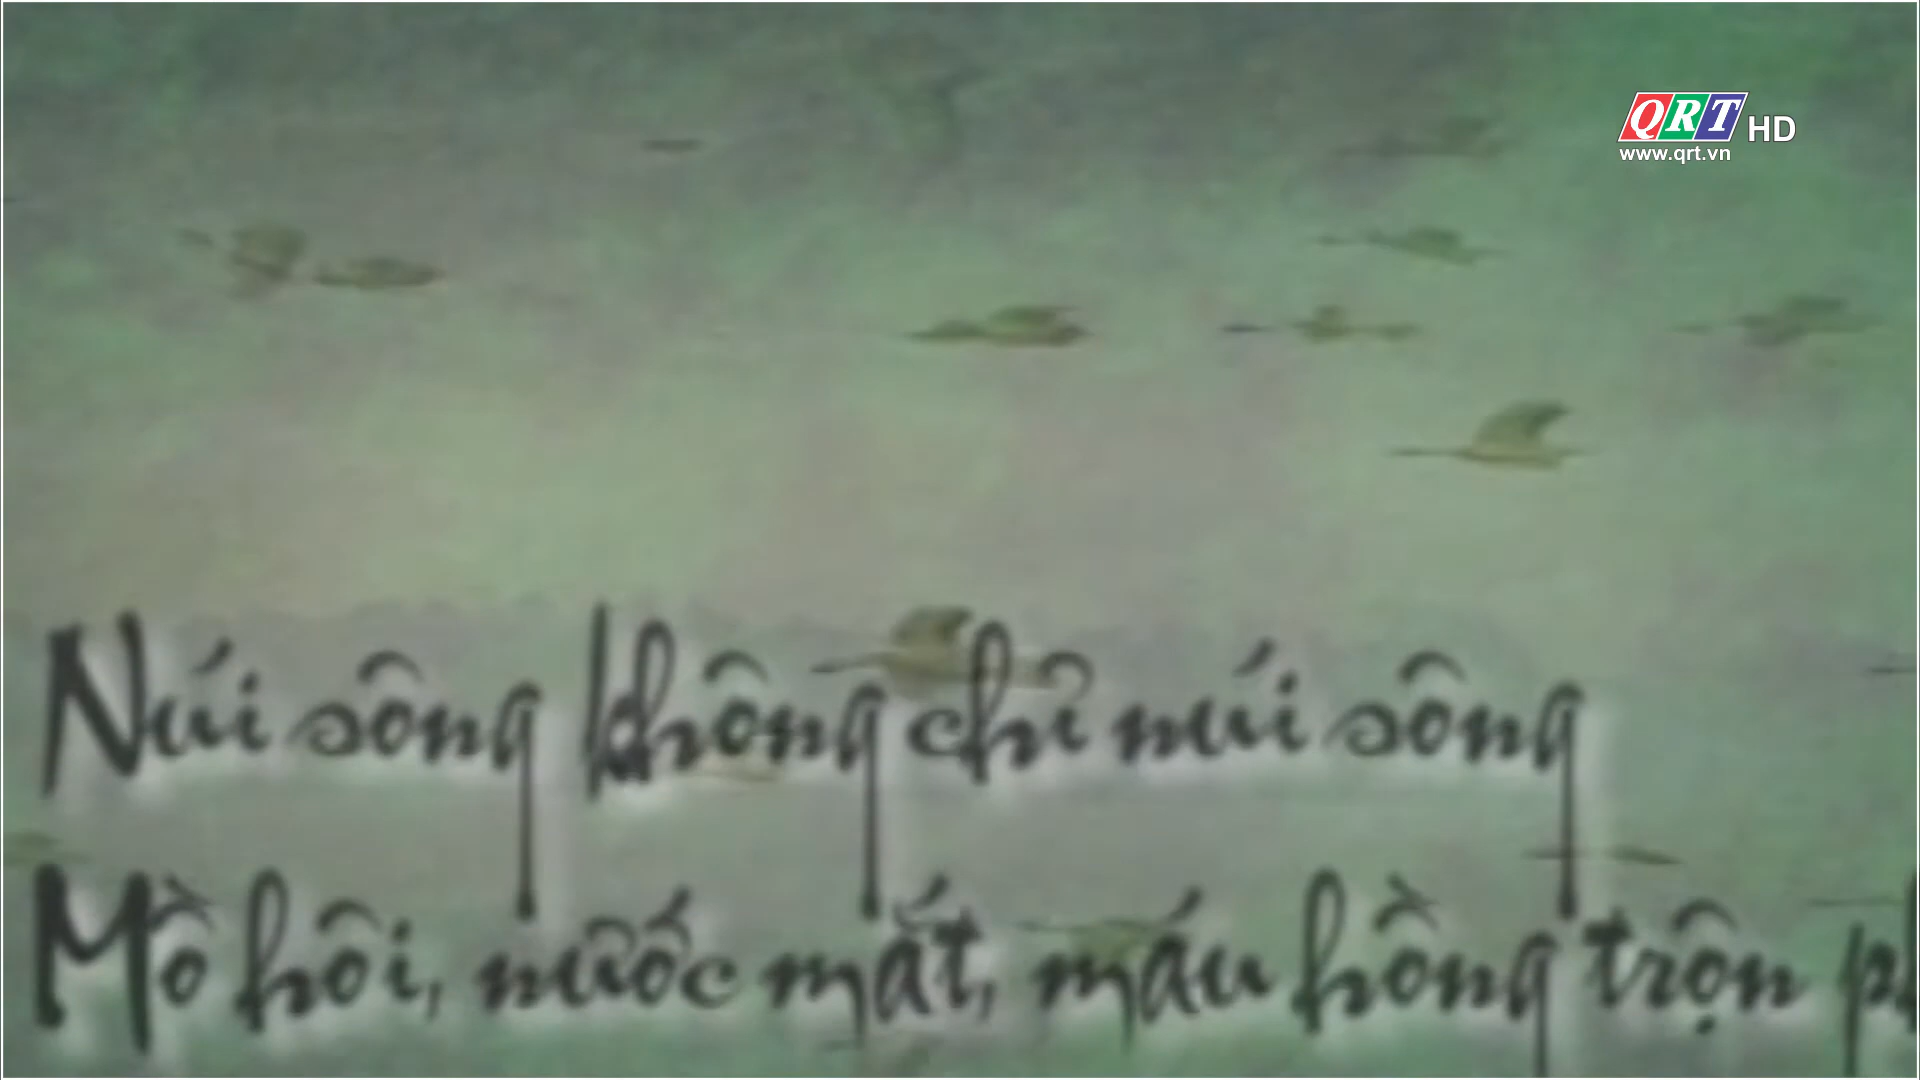 QRT HD
www.qrt.vn
Núi sông không chỉ núi sông
Mồ hôi, nước mắt, máu hồng trộn